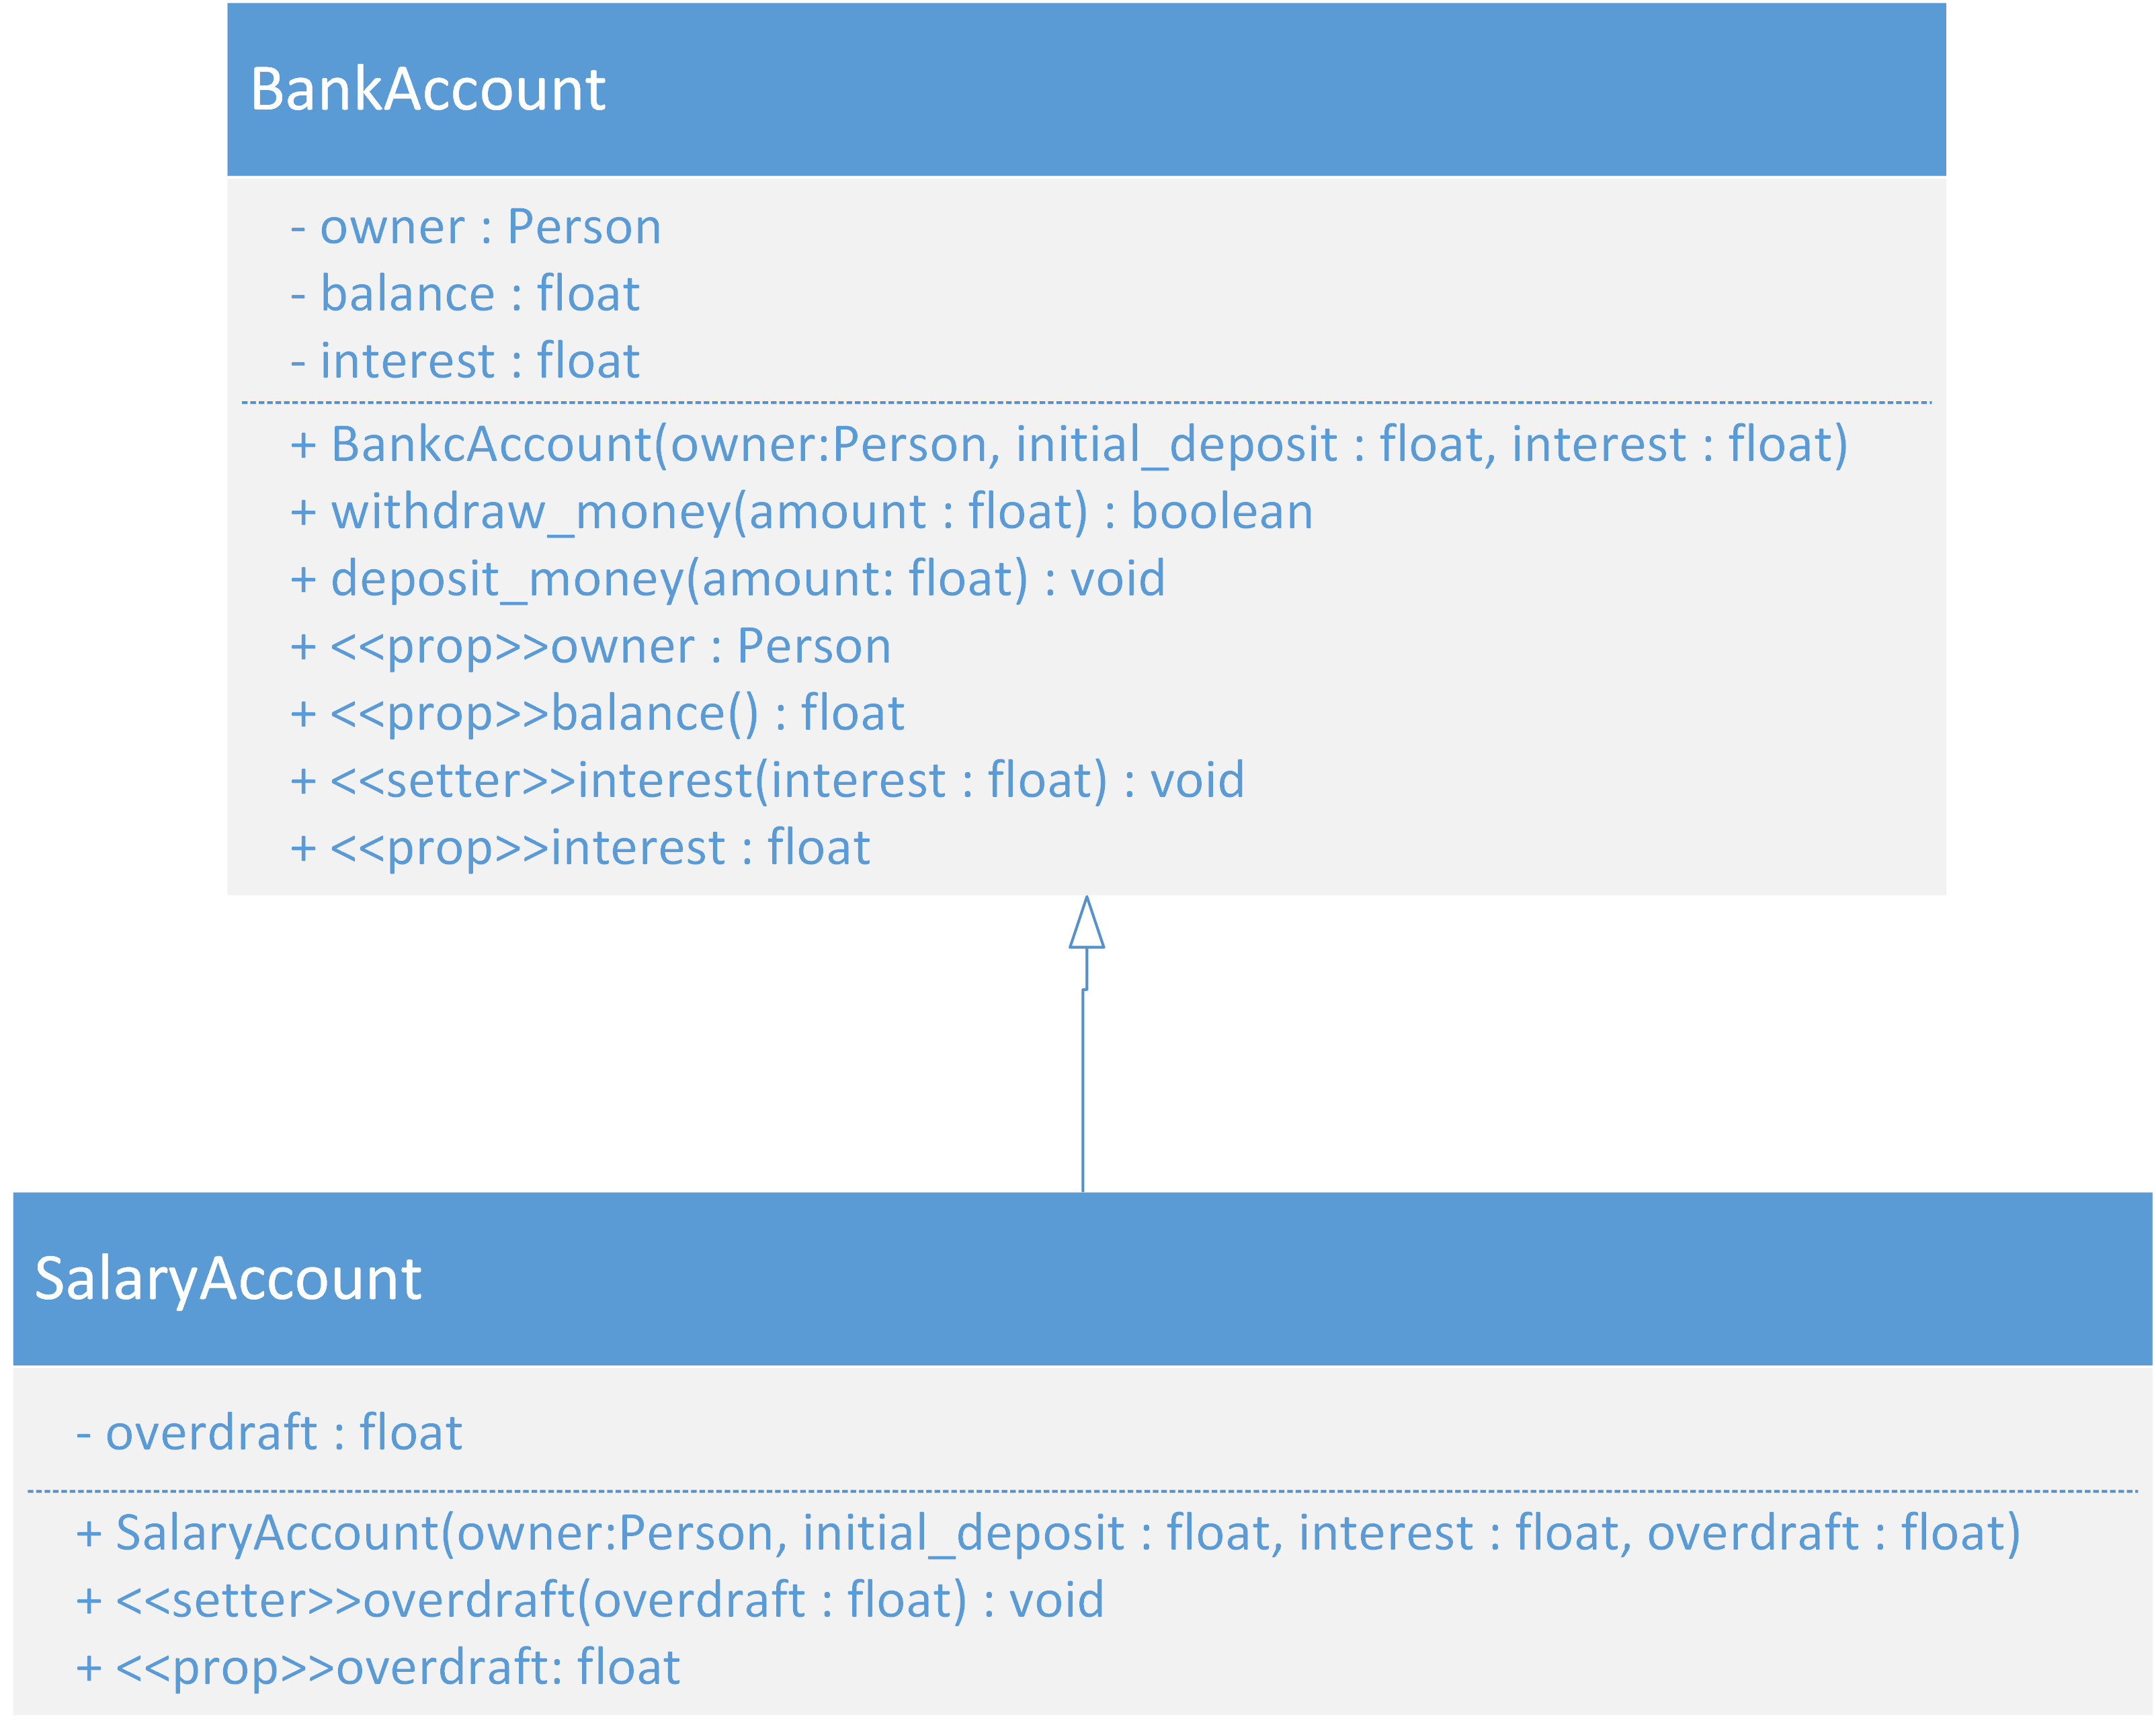 BankAccount
- owner : Person
- balance : float
- interest : float
+ BankcAccount(owner:Person, initial_deposit : float, interest : float)
+ withdraw_money(amount : float) : boolean
+ deposit_money(amount: float) : void
+ <<prop>>owner : Person
+ <<prop>>balance() : float
+ <<setter>>interest(interest : float) : void
+ <<prop>>interest : float
SalaryAccount
- overdraft : float
+ SalaryAccount(owner:Person, initial_deposit : float, interest : float, overdraft : float)
+ <<setter>>overdraft(overdraft : float) : void
+ <<prop>>overdraft: float